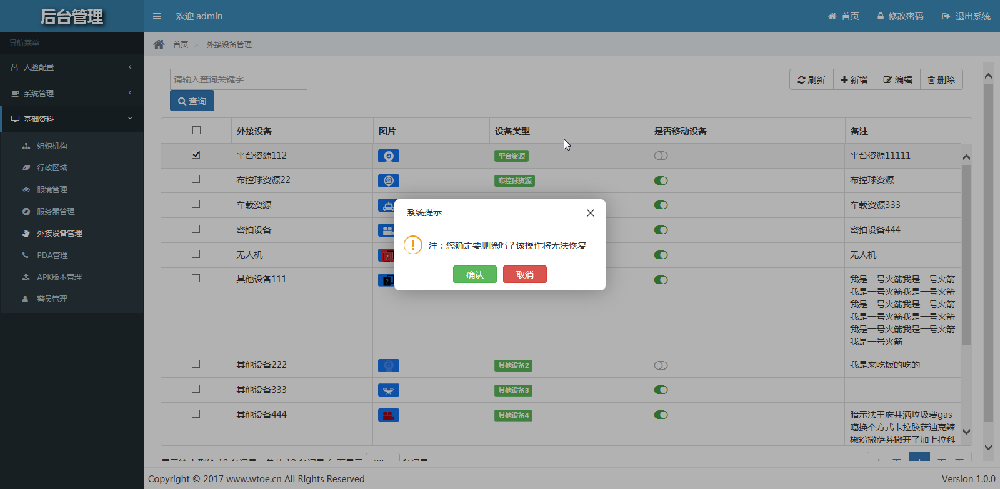 后台管理
欢迎 admin
首页
修改密码
退出系统
导航菜单
人脸配置
系统管理
基础资料
组织机构
行政区域
眼镜管理
服务器管理
外接设备管理
PDA管理
APK版本管理
警员管理
首页 > 外接设备管理
请输入查询关键字
查询
刷新 新增 编辑 删除
外接设备 图片 设备类型 是否移动设备 备注
平台资源112 平台资源 平台资源11111
布控球资源22 布控球资源 布控球资源
车载资源 车载资源333
密拍设备 密拍设备444
无人机 无人机
其他设备111 我是一号火箭我是一号火箭
我是一号火箭我是一号火箭
我是一号火箭我是一号火箭
我是一号火箭我是一号火箭
我是一号火箭我是一号火箭
我是一号火箭
其他设备222 其他设备2 我是来吃饭的吃的
其他设备333 其他设备3
其他设备444 其他设备4 暗示法王府井洒垃圾费gas
噶换个方式卡拉胶萨迪克辣
椒粉撒萨芬撒开了加上拉科
系统提示
注：您确定要删除吗？该操作将无法恢复
确认 取消
Copyright © 2017 www.wtoe.cn All Rights Reserved
Version 1.0.0